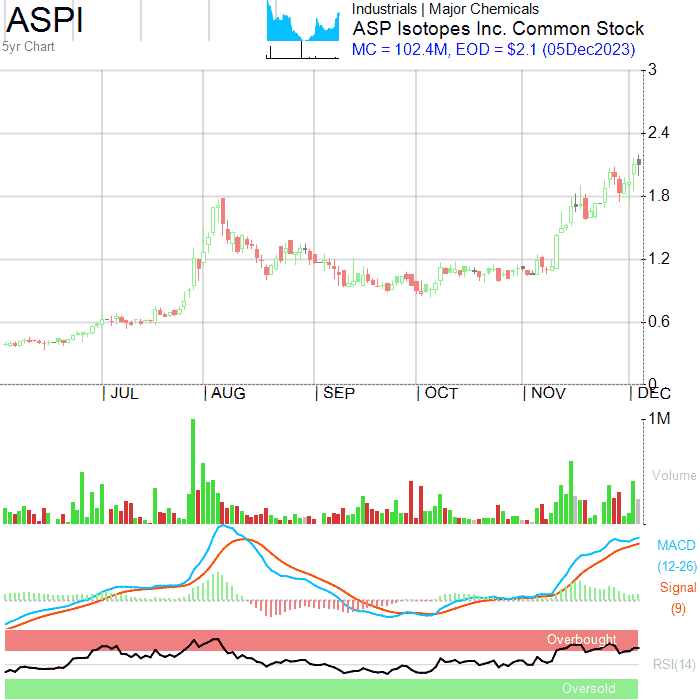 ASPI
5yr Chart
Industrials | Major Chemicals
ASP Isotopes Inc. Common Stock
MC = 102.4M, EOD = $2.1 (05Dec2023)
3
2.4
1.8
1.2
0.6
0
| JUL | AUG | SEP | OCT | NOV | DEC
1M
Volume
MACD
(12-26)
Signal
(9)
Overbought
RSI(14)
Oversold